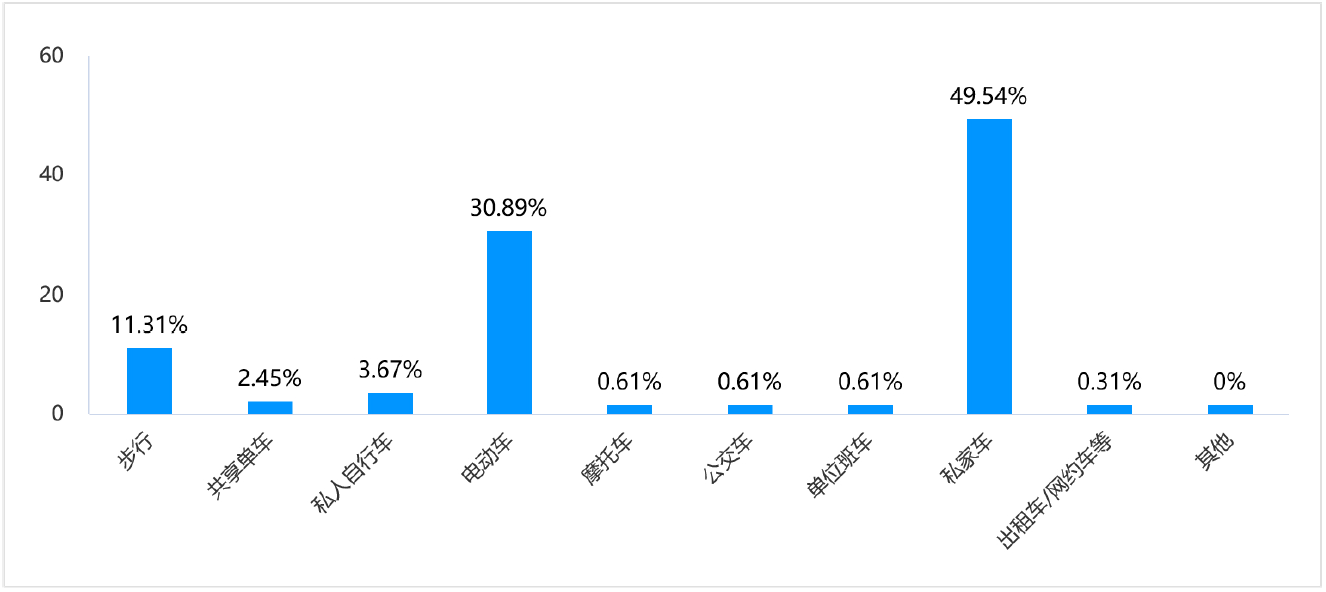 60
40
20
0
11.31%
2.45%
3.67%
30.89%
0.61%
0.61%
0.61%
49.54%
0.31%
0%
步行
共享单车
私人自行车
电动车
摩托车
公交车
单位班车
私家车
出租车/网约车等
其他